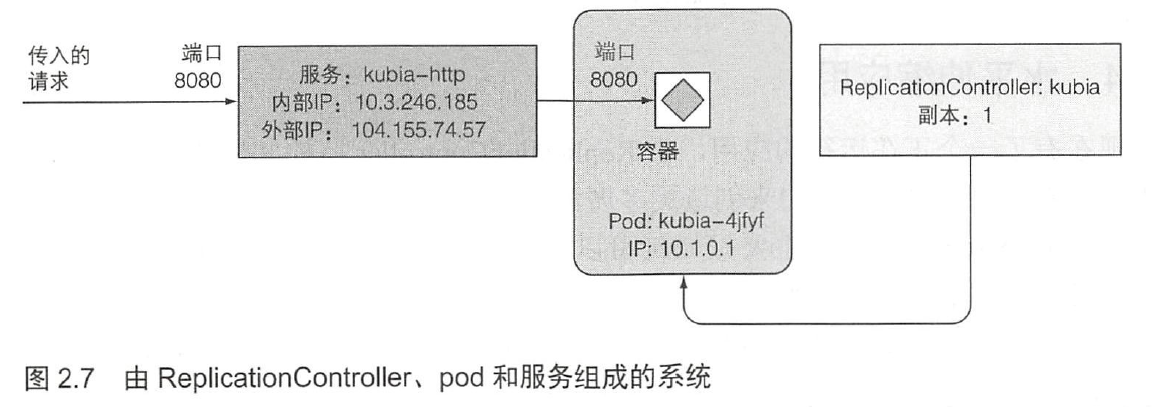 传入的
请求
端口
8080
服务：kubia-http
内部IP：10.3.246.185
外部IP： 104.155.74.57
端口
8080
容器
Pod: kubia-4jfyf
IP: 10.1.0.1
ReplicationController: kubia
副本：1
图 2.7 由 ReplicationController、pod 和服务组成的系统